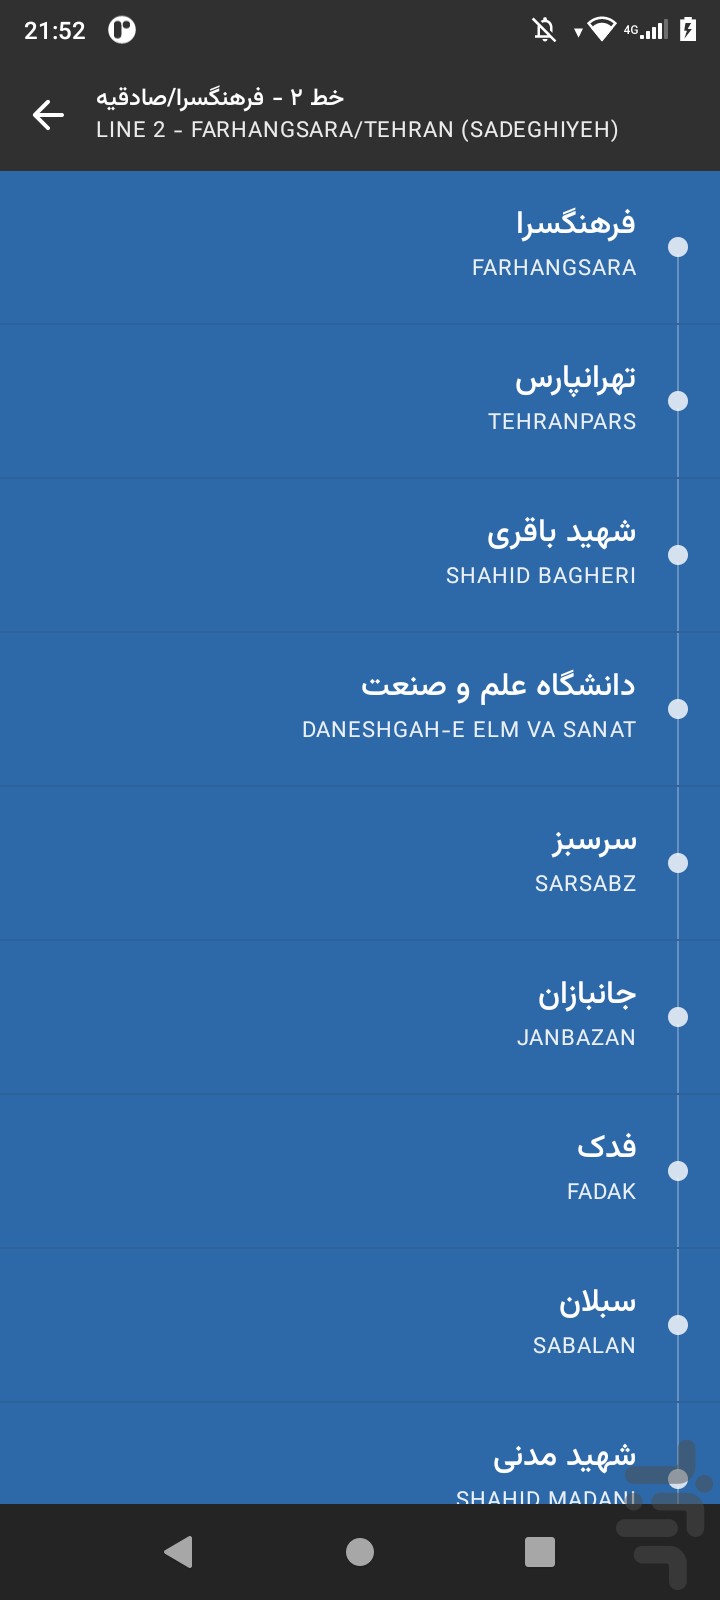 21:52
4G
خط ۲ - فرهنگسرا/صادقیه
LINE 2 - FARHANGSARA/TEHRAN (SADEGHIYEH)
فرهنگسرا
FARHANGSARA
تهرانپارس
TEHRANPARS
شهید باقری
SHAHID BAGHERI
دانشگاه علم و صنعت
DANESHGAH-E ELM VA SANAT
سرسبز
SARSABZ
جانبازان
JANBAZAN
فدک
FADAK
سبلان
SABALAN
شهید مدنی
SHAHID MADANI